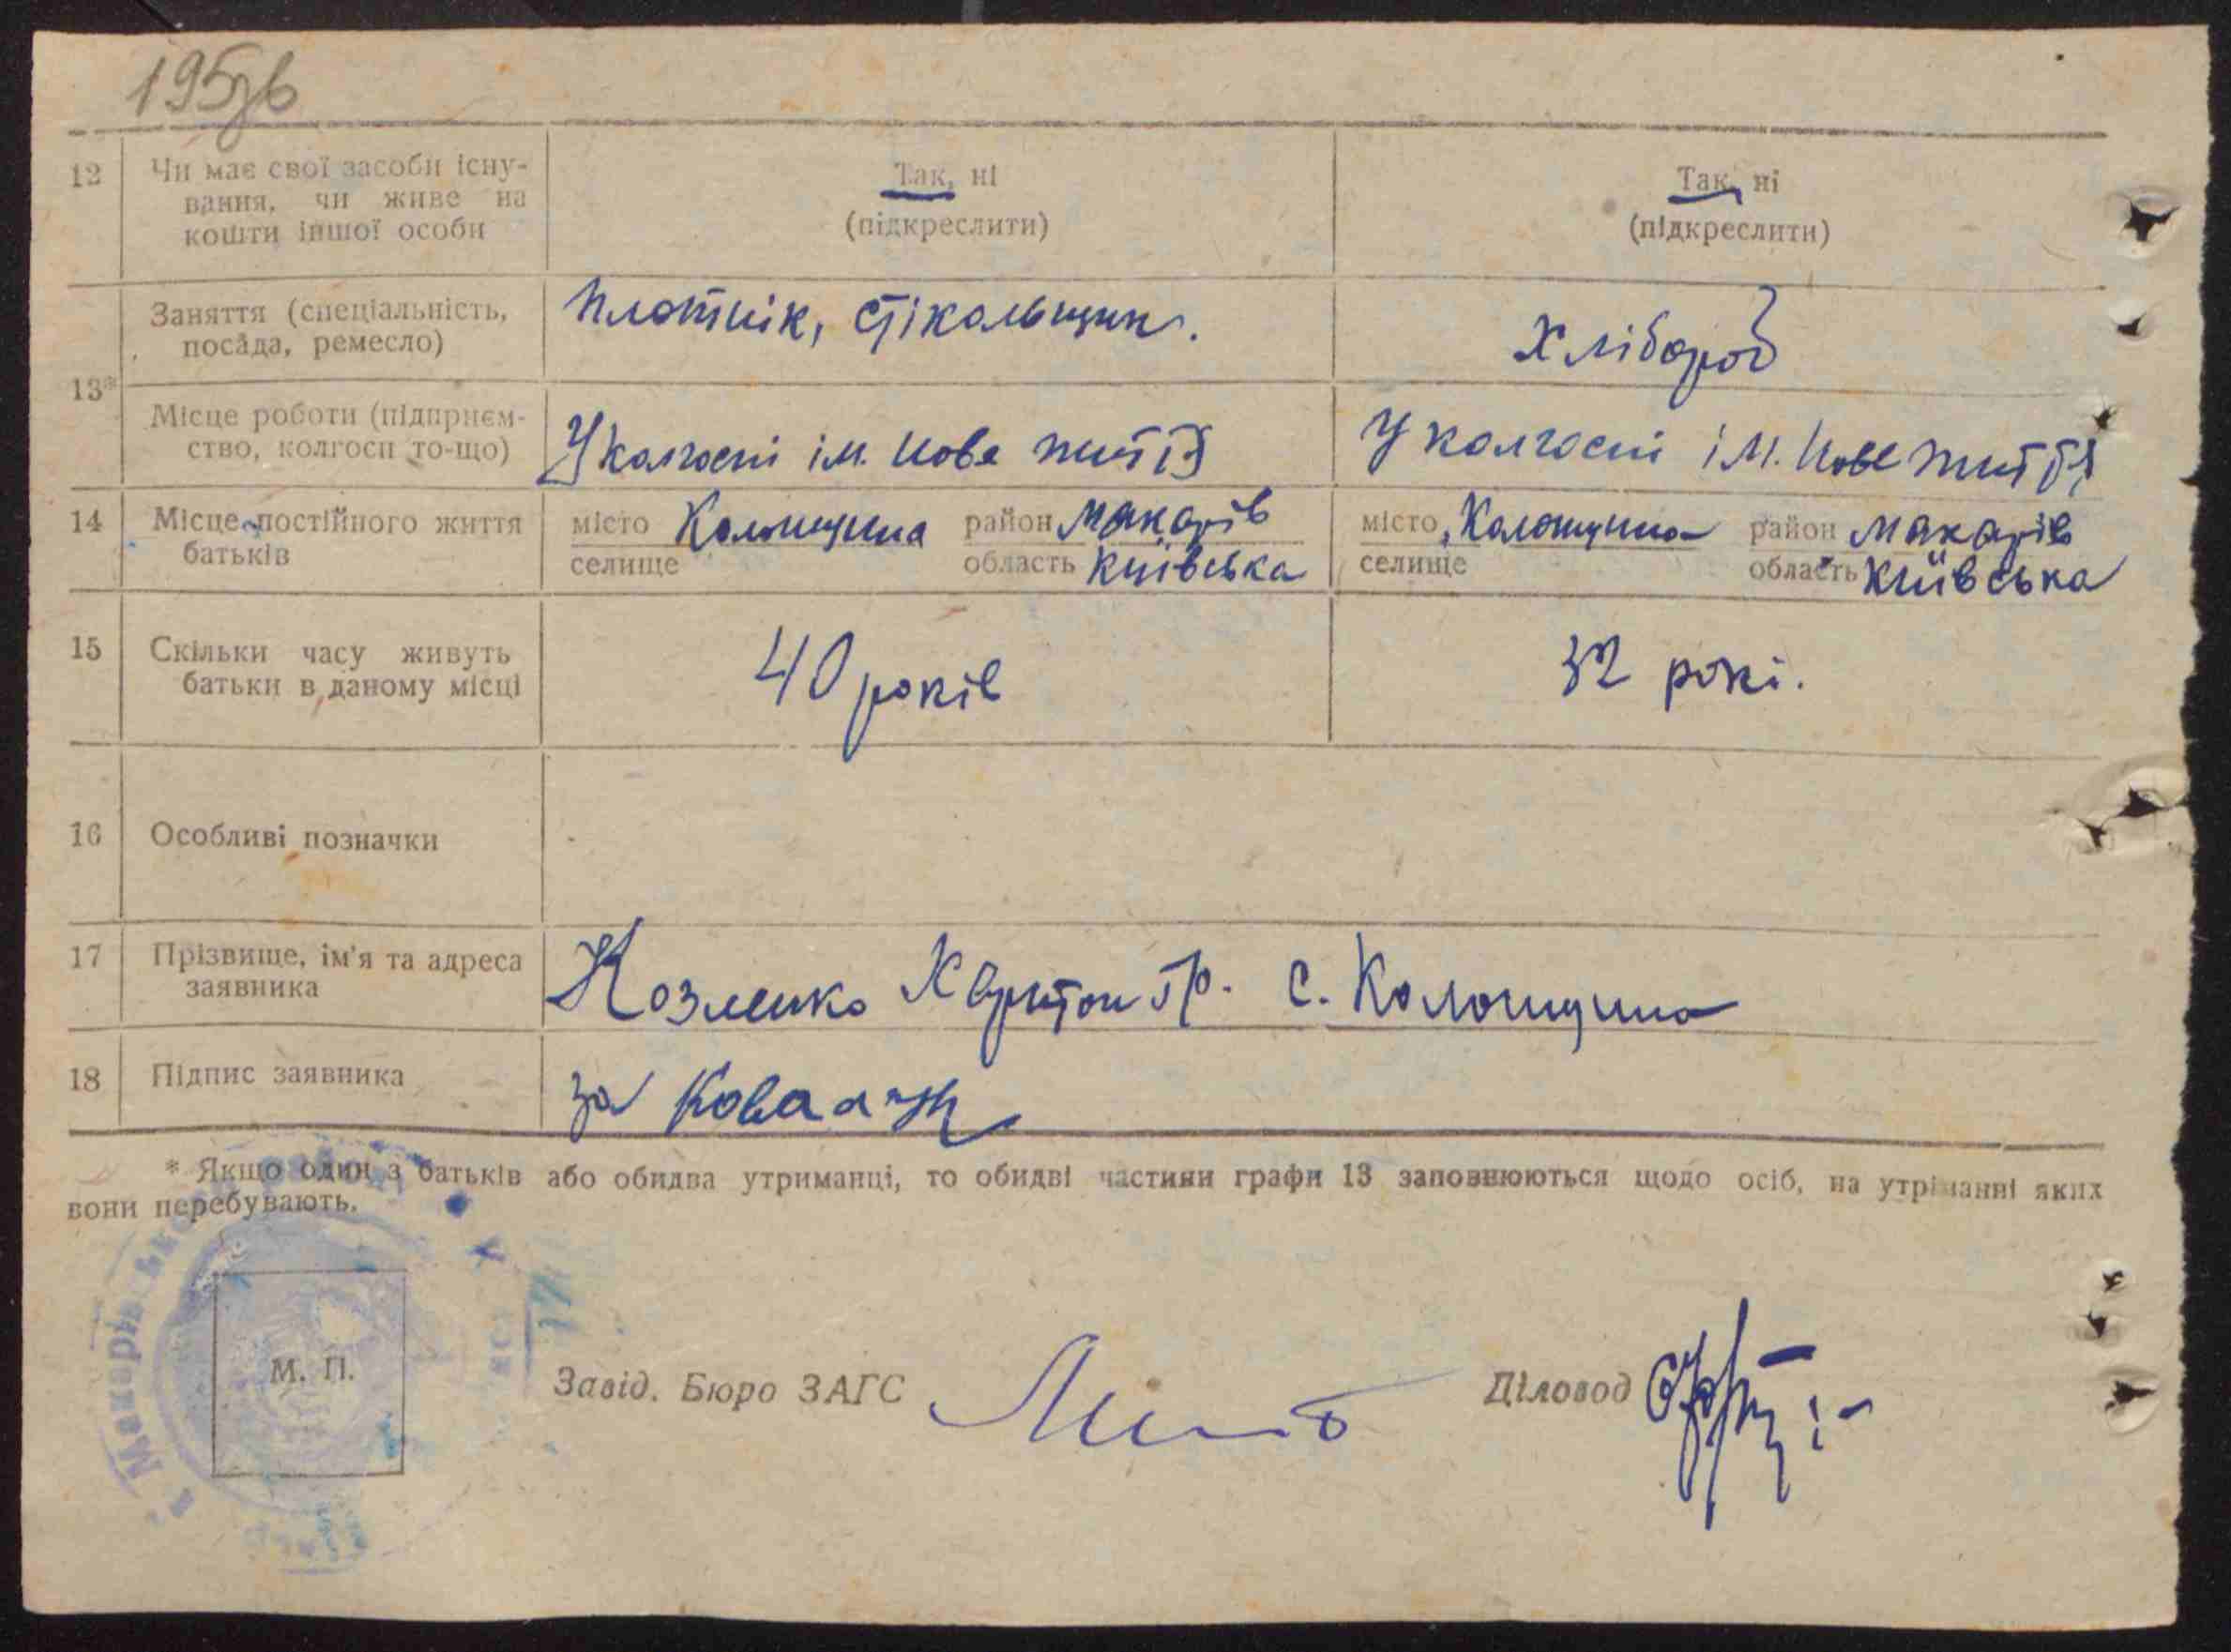 195зв
12 Чи має свої засоби існу- Так, ні Так, ні
вання, чи живе на
кошти іншої особи (підкреслити) (підкреслити)
13* Заняття (спеціальність, Плотнік, стікольщик. Хлібороб
посада, ремесло)
Місце роботи (підприєм- У колгоспі ім. Нове життя У колгоспі ім. Нове життя
ство, колгосп то-що)
14 Місце постійного життя місто Колонщина район Макарів місто Колонщина район Макарів
батьків селище область Київська селище область Київська
15 Скільки часу живуть 40 років 32 рокі.
батьки в даному місці
16 Особливі позначки
17 Прізвище, ім'я та адреса Козленко Харитон Гр. с. Колонщина
заявника
18 Підпис заявника за
* Якщо один з батьків або обидва утриманці, то обидві частини графи 13 заповнюються щодо осіб, на утріманні яких
вони перебувають.
М. П.
Завід. Бюро ЗАГС Діловод